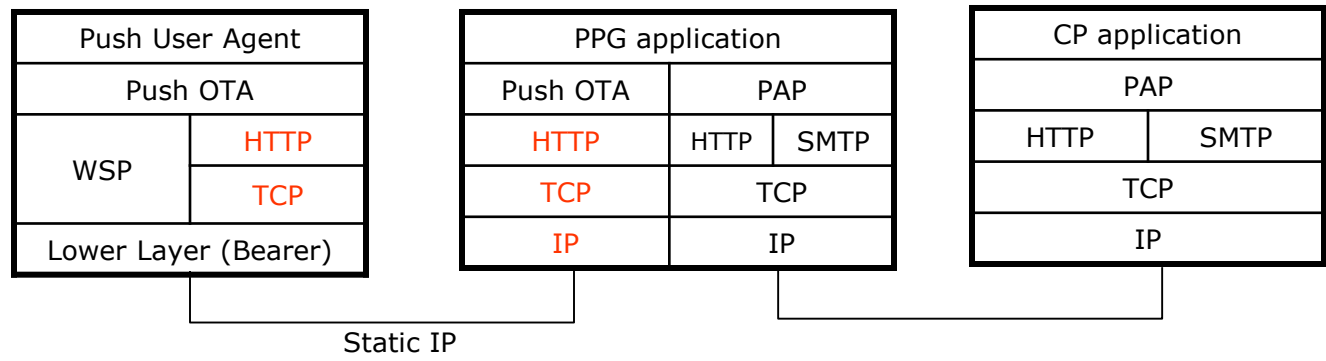 Push User Agent
Push OTA
WSP
HTTP
TCP
Lower Layer (Bearer)
PPG application
Push OTA
PAP
HTTP
HTTP
SMTP
TCP
TCP
IP
IP
CP application
PAP
HTTP
SMTP
TCP
IP
Static IP